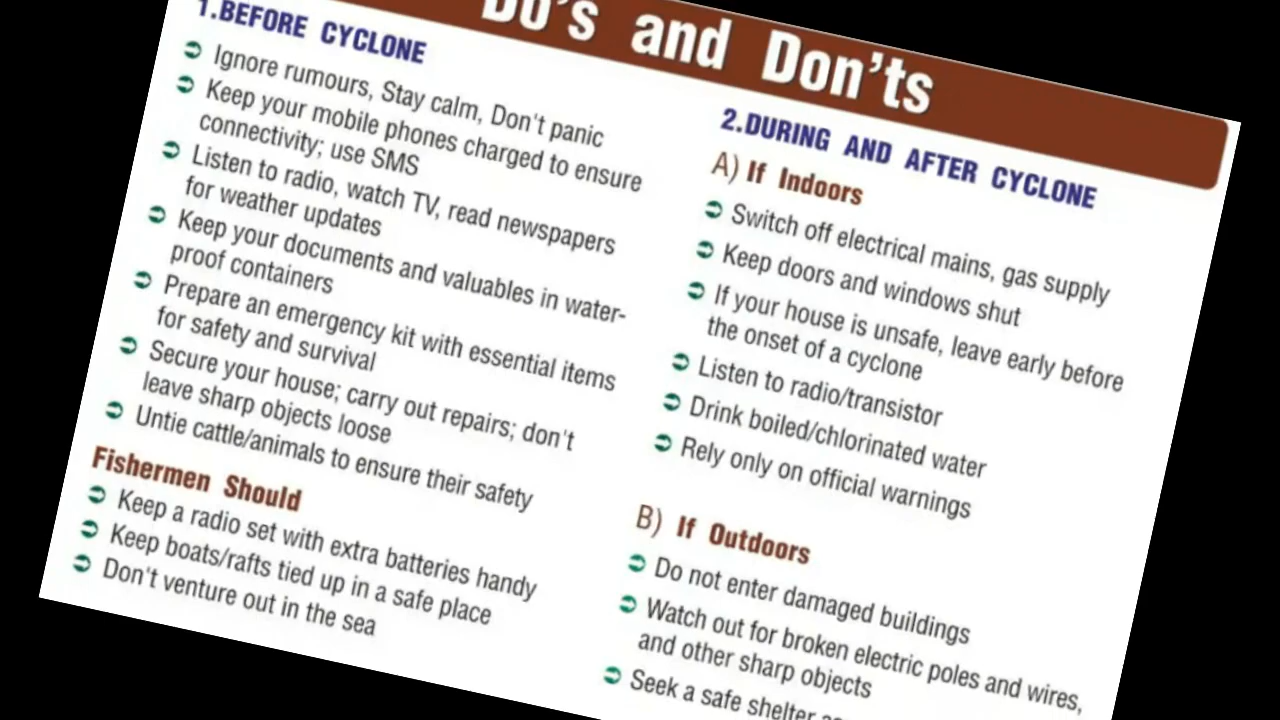 Do's and Don'ts
1.BEFORE CYCLONE
Ignore rumours, Stay calm, Don't panic
Keep your mobile phones charged to ensure
connectivity; use SMS
Listen to radio, watch TV, read newspapers
for weather updates
Keep your documents and valuables in water-
proof containers
Prepare an emergency kit with essential items
for safety and survival
Secure your house; carry out repairs; don't
leave sharp objects loose
Untie cattle/animals to ensure their safety
Fishermen Should
Keep a radio set with extra batteries handy
Keep boats/rafts tied up in a safe place
Don't venture out in the sea
2.DURING AND AFTER CYCLONE
A) If Indoors
Switch off electrical mains, gas supply
Keep doors and windows shut
If your house is unsafe, leave early before
the onset of a cyclone
Listen to radio/transistor
Drink boiled/chlorinated water
Rely only on official warnings
B) If Outdoors
Do not enter damaged buildings
Watch out for broken electric poles and wires,
and other sharp objects
Seek a safe shelter